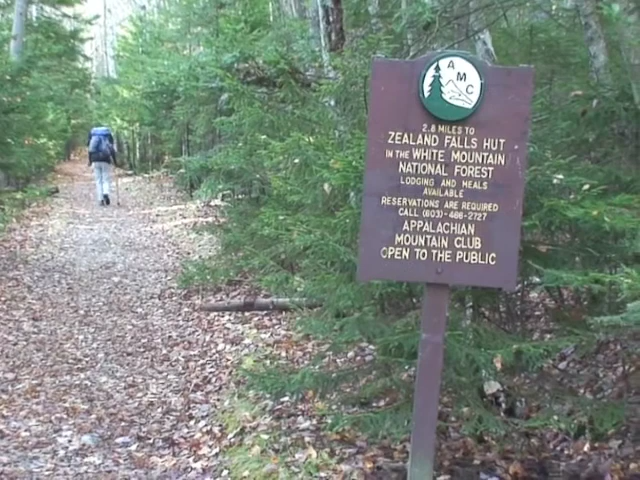 AMC
2.8 MILES TO
ZEALAND FALLS HUT
IN THE WHITE MOUNTAIN
NATIONAL FOREST
LODGING AND MEALS
AVAILABLE
RESERVATIONS ARE REQUIRED
CALL (603)-466-2727
APPALACHIAN
MOUNTAIN CLUB
OPEN TO THE PUBLIC